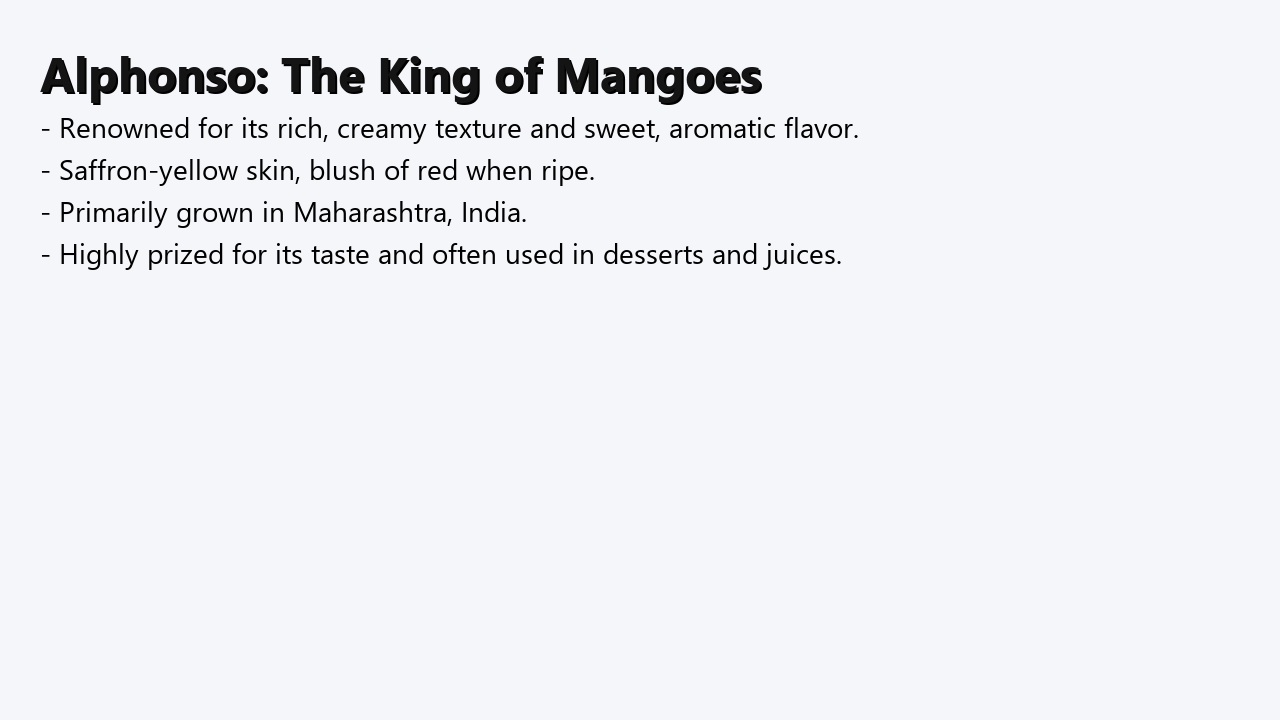 Alphonso: The King of Mangoes
- Renowned for its rich, creamy texture and sweet, aromatic flavor.
- Saffron-yellow skin, blush of red when ripe.
- Primarily grown in Maharashtra, India.
- Highly prized for its taste and often used in desserts and juices.